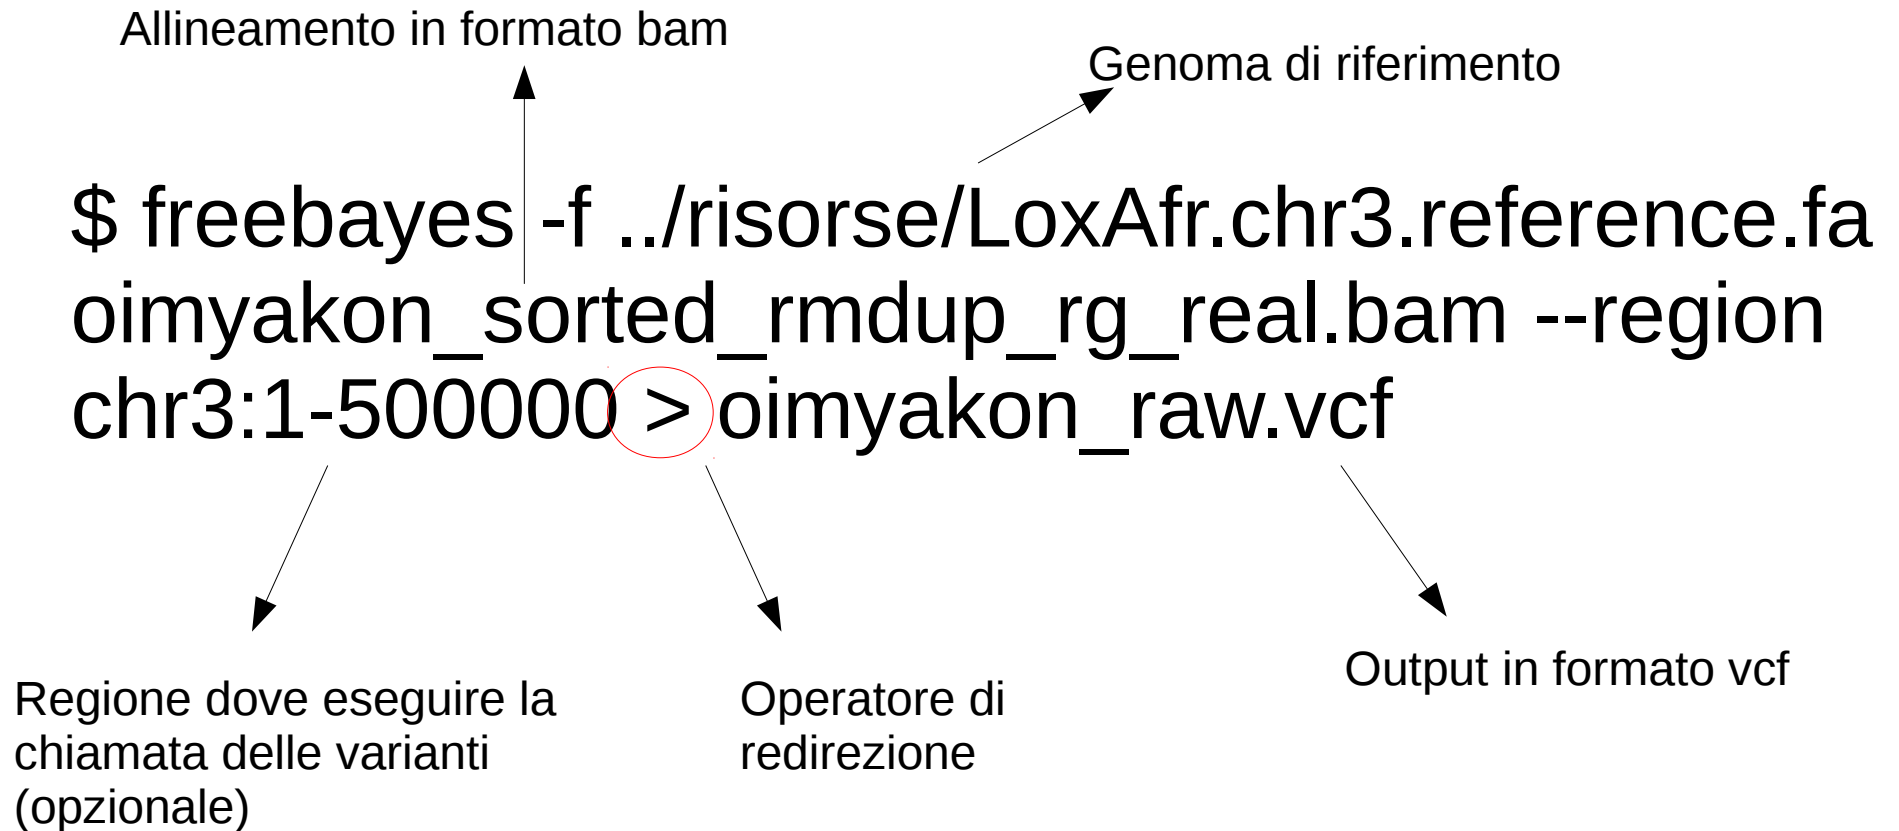 Allineamento in formato bam
Genoma di riferimento
$ freebayes -f ../risorse/LoxAfr.chr3.reference.fa
oimyakon_sorted_rmdup_rg_real.bam --region
chr3:1-500000 > oimyakon_raw.vcf
Regione dove eseguire la
chiamata delle varianti
(opzionale)
Operatore di
redirezione
Output in formato vcf